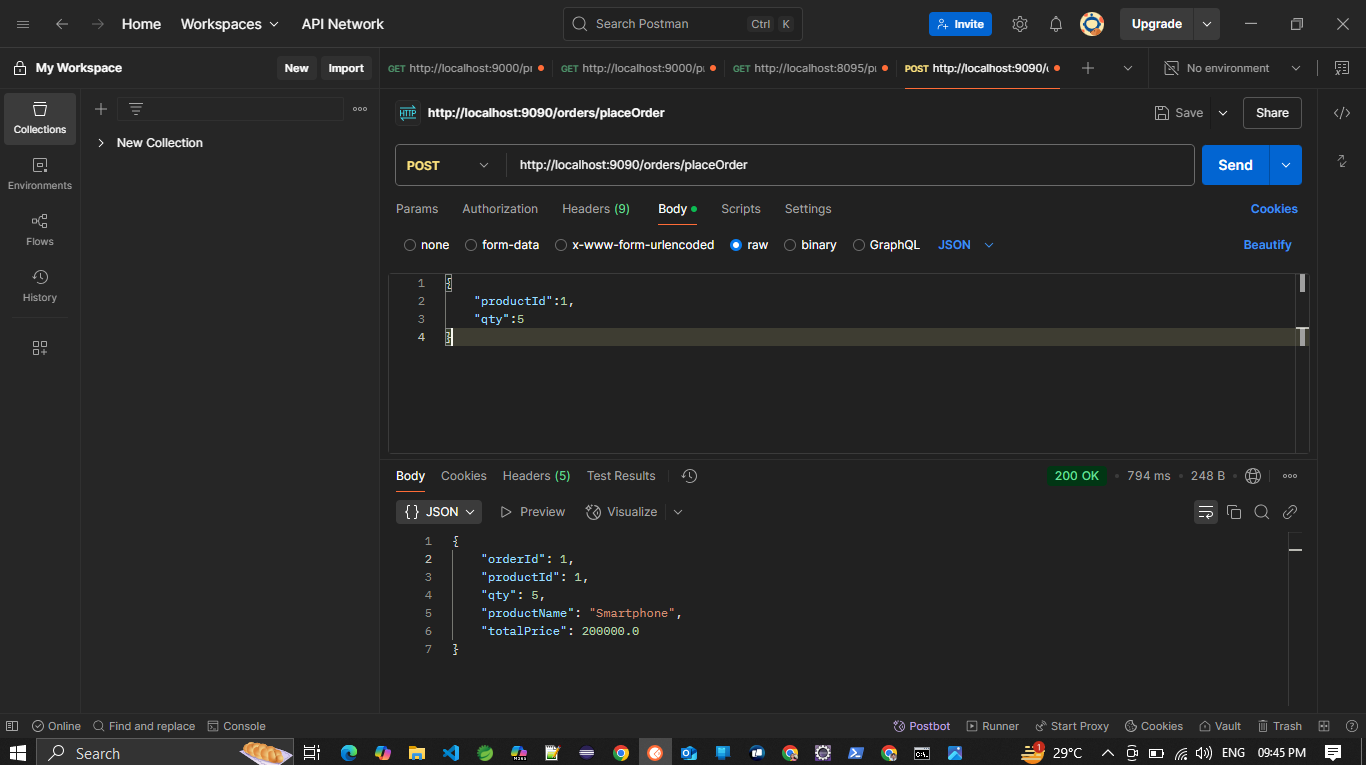 Home Workspaces API Network Search Postman Ctrl K Invite Upgrade
My Workspace New Import GET http://localhost:9000/pr GET http://localhost:9000/p GET http://localhost:8095/p POST http://localhost:9090/ No environment
Collections
HTTP http://localhost:9090/orders/placeOrder Save Share
New Collection
POST http://localhost:9090/orders/placeOrder Send
Environments
Params Authorization Headers (9) Body Scripts Settings Cookies
Flows
none form-data x-www-form-urlencoded raw binary GraphQL JSON Beautify
History
1 {
2 "productId":1,
3 "qty":5
4 }
Body Cookies Headers (5) Test Results 200 OK 794 ms 248 B
{} JSON Preview Visualize
1 {
2 "orderId": 1,
3 "productId": 1,
4 "qty": 5,
5 "productName": "Smartphone",
6 "totalPrice": 200000.0
7 }
Online Find and replace Console Postbot Runner Start Proxy Cookies Vault Trash
Search 1 29°C ENG 09:45 PM